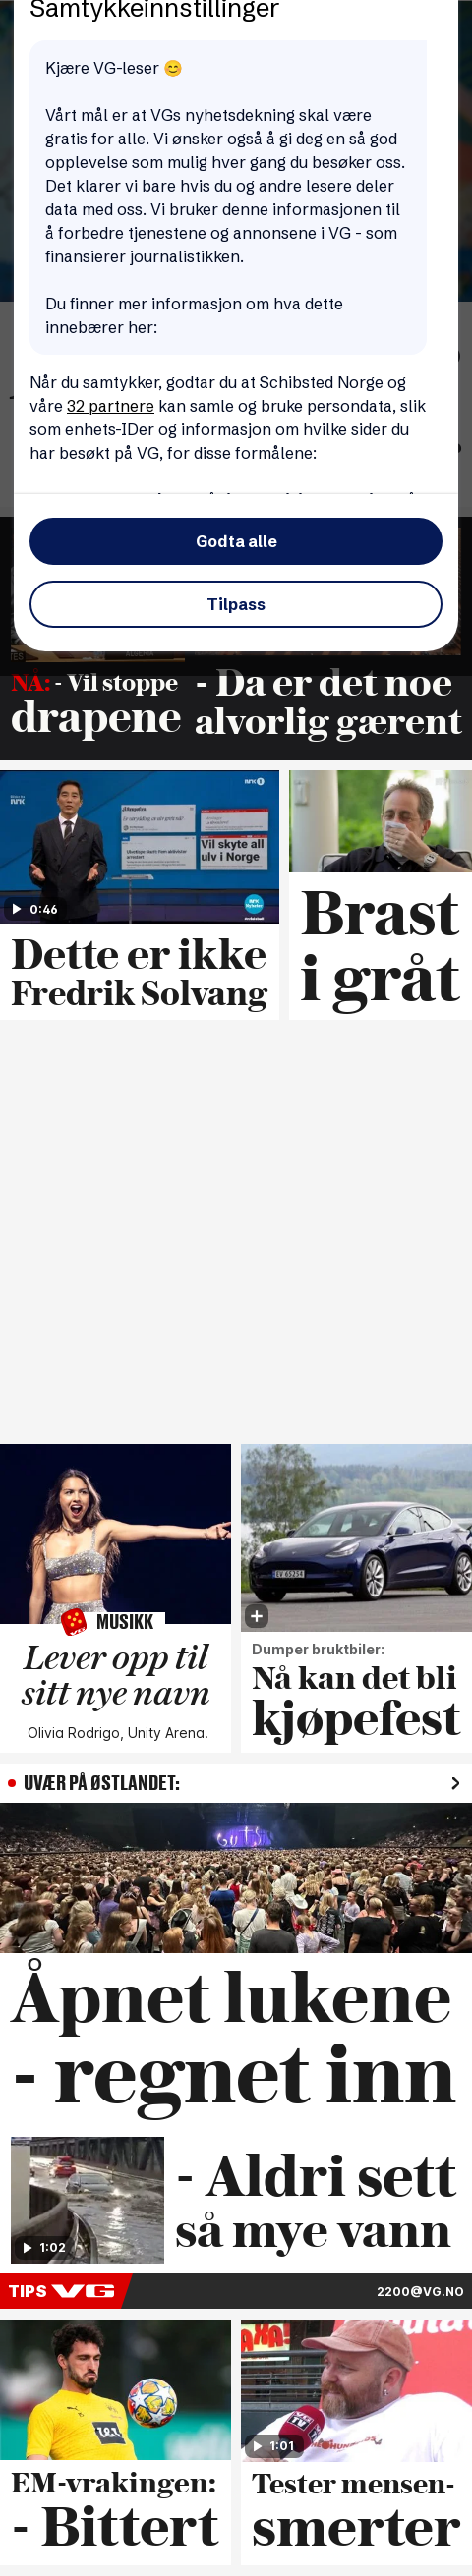 Samtykkeinnstillinger
Kjære VG-leser 😊
Vårt mål er at VGs nyhetsdekning skal være
gratis for alle. Vi ønsker også å gi deg en så god
opplevelse som mulig hver gang du besøker oss.
Det klarer vi bare hvis du og andre lesere deler
data med oss. Vi bruker denne informasjonen til
å forbedre tjenestene og annonsene i VG - som
finansierer journalistikken.
Du finner mer informasjon om hva dette
innebærer her:
Når du samtykker, godtar du at Schibsted Norge og
våre 32 partnere kan samle og bruke persondata, slik
som enhets-IDer og informasjon om hvilke sider du
har besøkt på VG, for disse formålene:
Godta alle
Tilpass
NÅ: - Vil stoppe
drapene
- Da er det noe
alvorlig gærent
NRK
Vil skyte all
ulv i Norge
0:46
Dette er ikke
Fredrik Solvang
Brast
i gråt
MUSIKK
Lever opp til
sitt nye navn
Olivia Rodrigo, Unity Arena.
Dumper bruktbiler:
Nå kan det bli
kjøpefest
UVÆR PÅ ØSTLANDET:
Åpnet lukene
- regnet inn
1:02
- Aldri sett
så mye vann
TIPS VG
2200@VG.NO
EM-vrakingen:
- Bittert
VG
TV
1:01
Tester mensen-
smerter